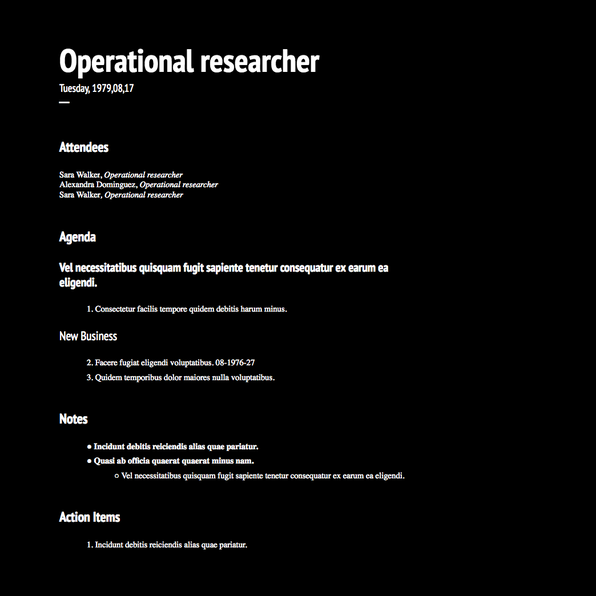 Operational researcher
Tuesday, 1979,08,17
Attendees
Sara Walker, Operational researcher
Alexandra Dominguez, Operational researcher
Sara Walker, Operational researcher
Agenda
Vel necessitatibus quisquam fugit sapiente tenetur consequatur ex earum ea
eligendi.
1. Consectetur facilis tempore quidem debitis harum minus.
New Business
2. Facere fugiat eligendi voluptatibus. 08-1976-27
3. Quidem temporibus dolor maiores nulla voluptatibus.
Notes
● Incidunt debitis reiciendis alias quae pariatur.
● Quasi ab officia quaerat quaerat minus nam.
○ Vel necessitatibus quisquam fugit sapiente tenetur consequatur ex earum ea eligendi.
Action Items
1. Incidunt debitis reiciendis alias quae pariatur.